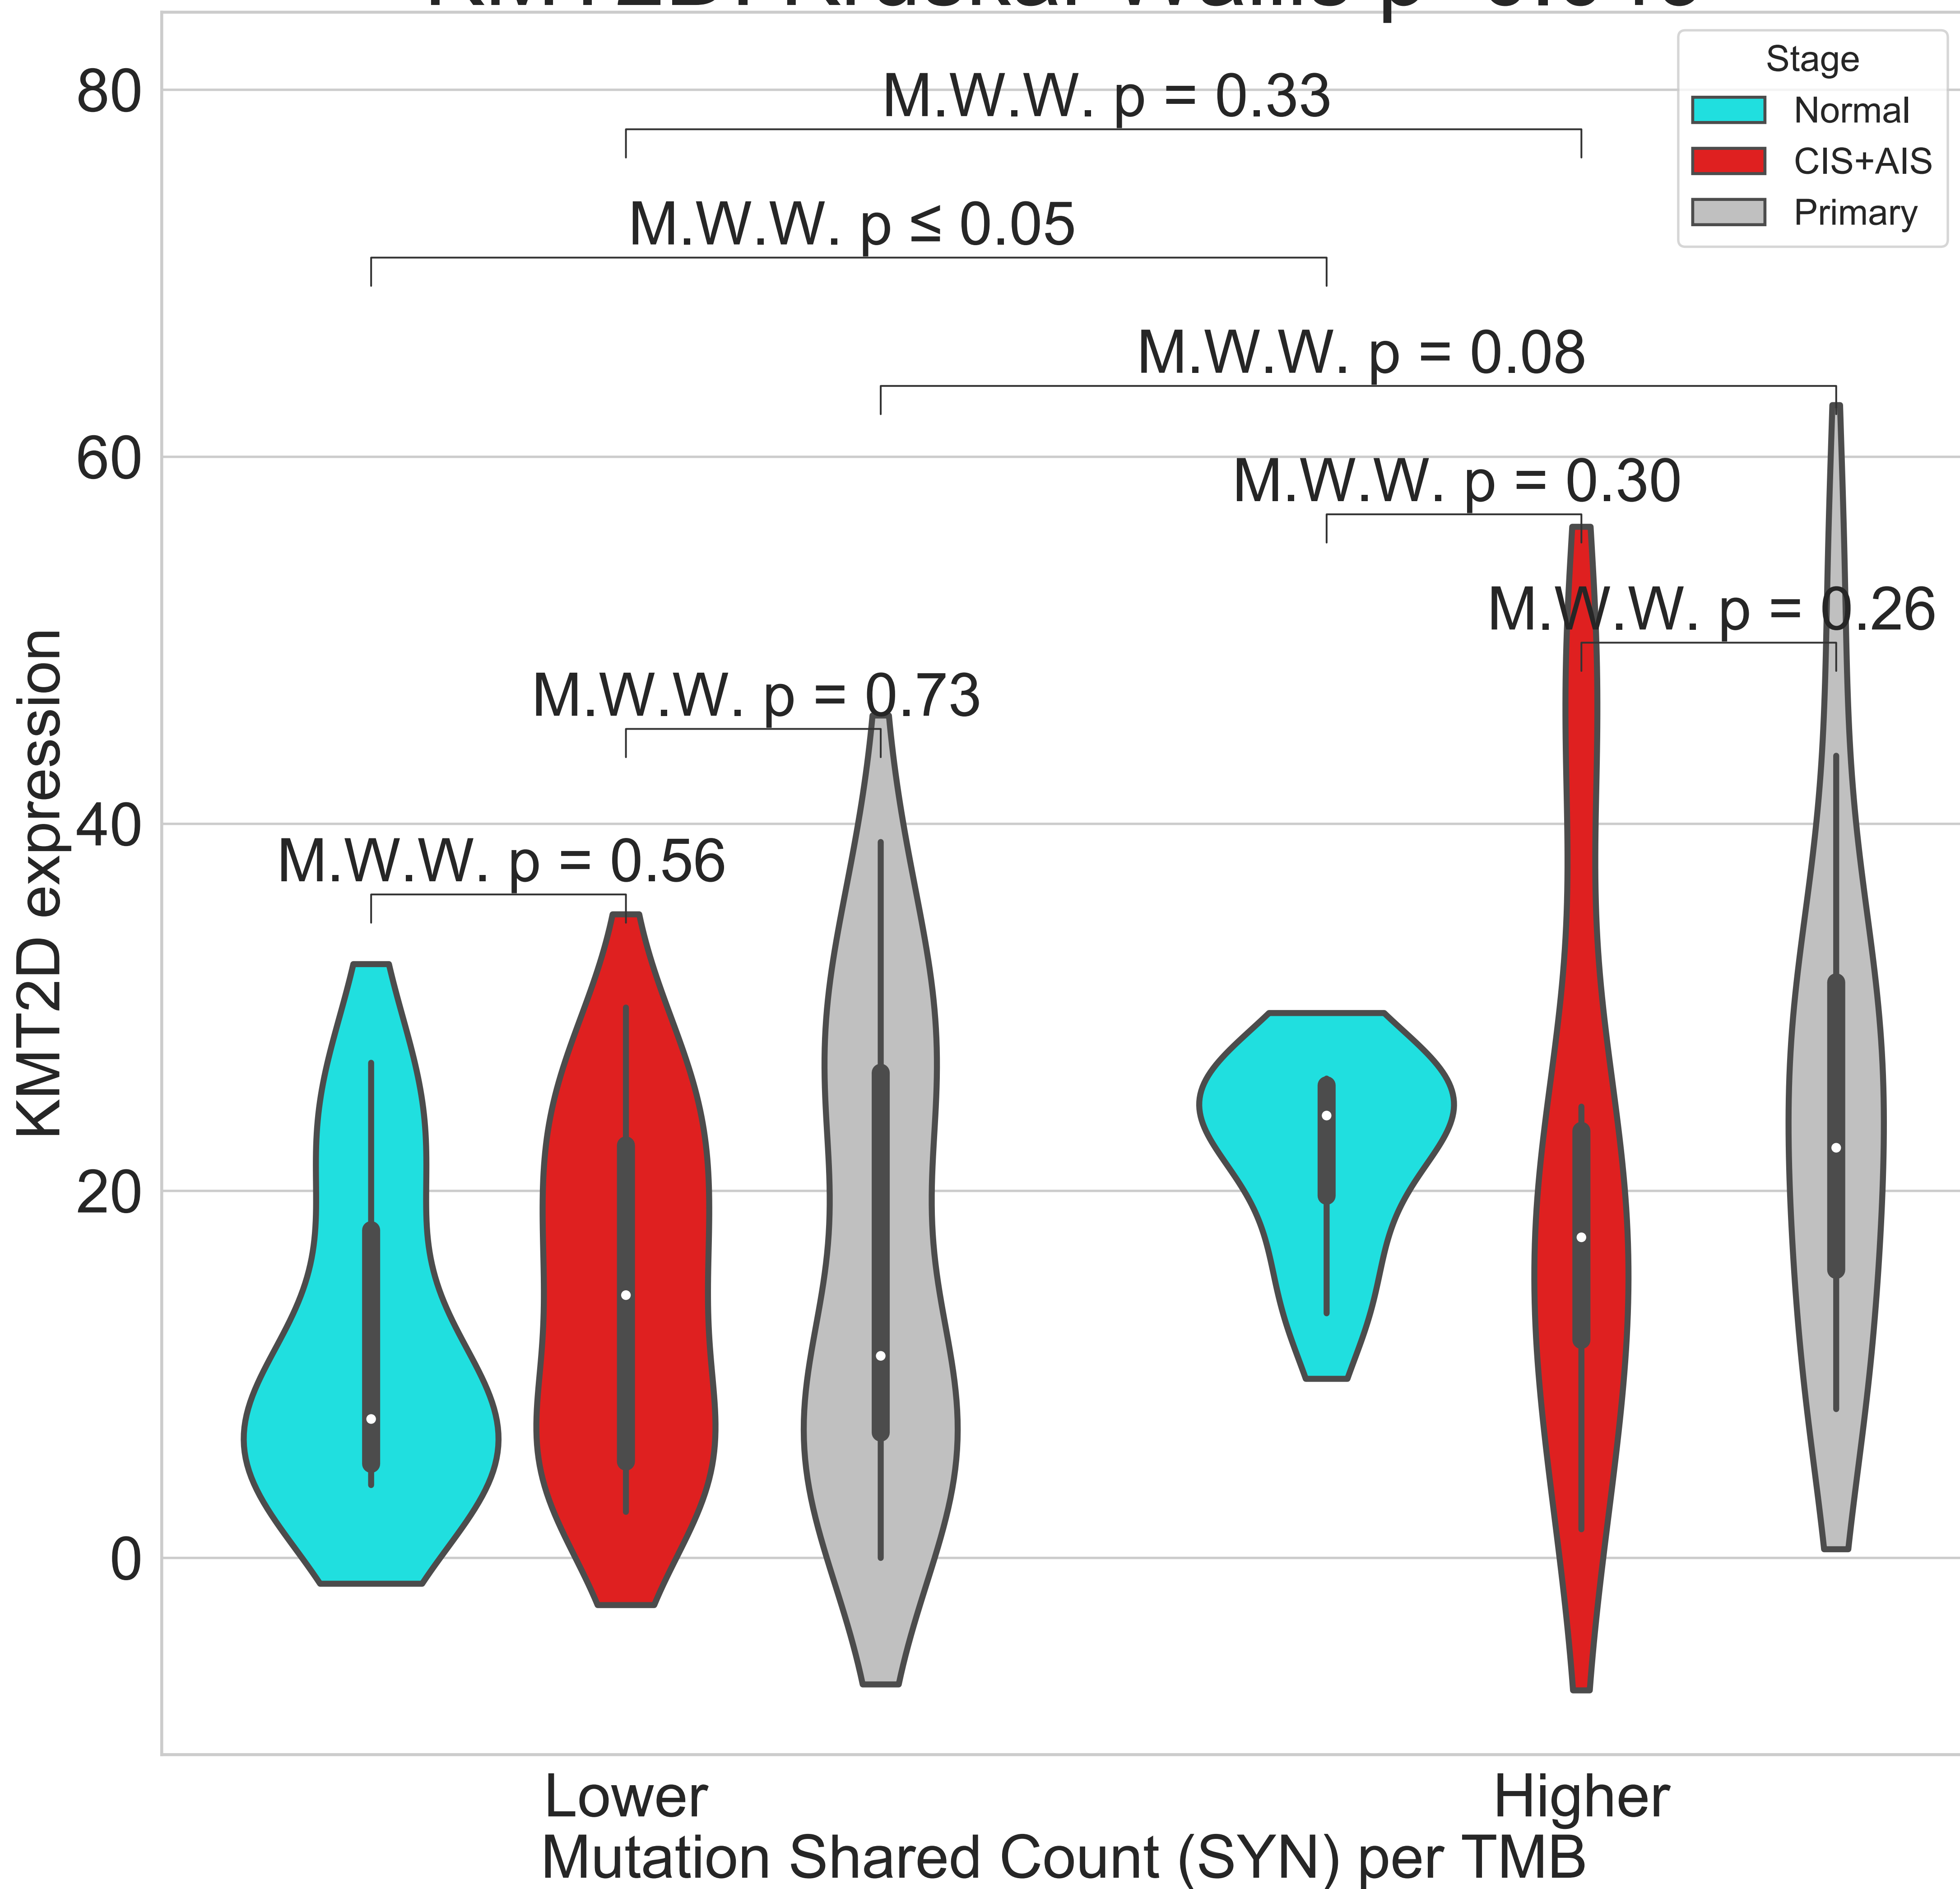 80
60
40
20
0
KMT2D expression
M.W.W. p = 0.33
M.W.W. p ≤ 0.05
M.W.W. p = 0.08
M.W.W. p = 0.30
M.W.W. p = 0.26
M.W.W. p = 0.73
M.W.W. p = 0.56
Stage
Normal
CIS+AIS
Primary
Lower
Higher
Mutation Shared Count (SYN) per TMB